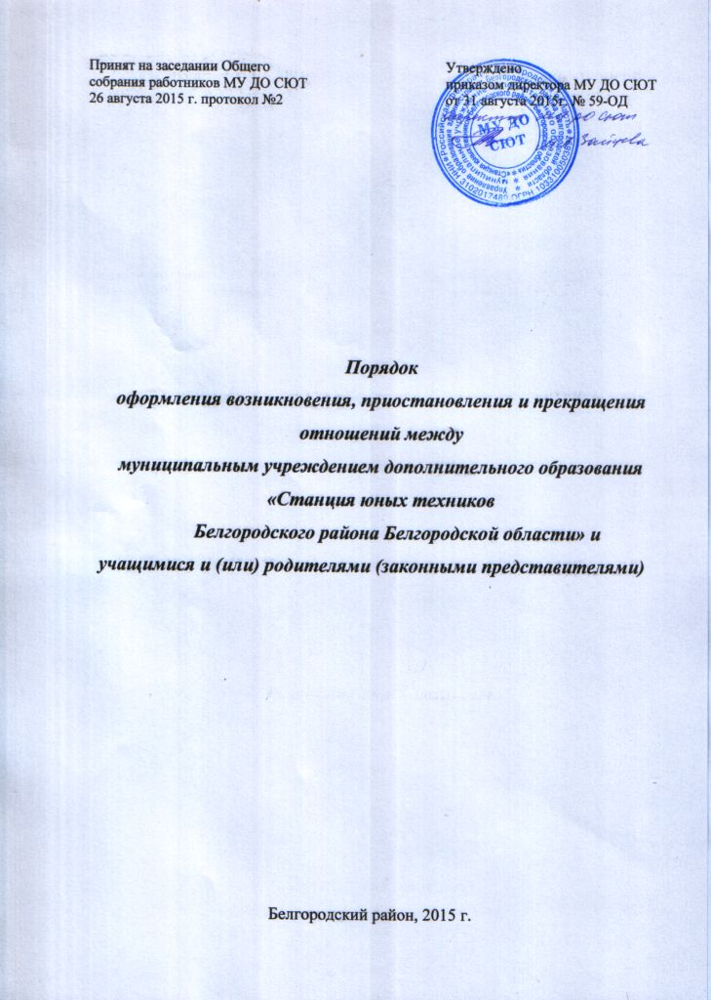 Принят на заседании Общего
собрания работников МУ ДО СЮТ
26 августа 2015 г. протокол №2
Утверждено
приказом директора МУ ДО СЮТ
от 31 августа 2015г. № 59-ОД
МУ ДО
СЮТ
Порядок
оформления возникновения, приостановления и прекращения
отношений между
муниципальным учреждением дополнительного образования
«Станция юных техников
Белгородского района Белгородской области» и
учащимися и (или) родителями (законными представителями)
Белгородский район, 2015 г.